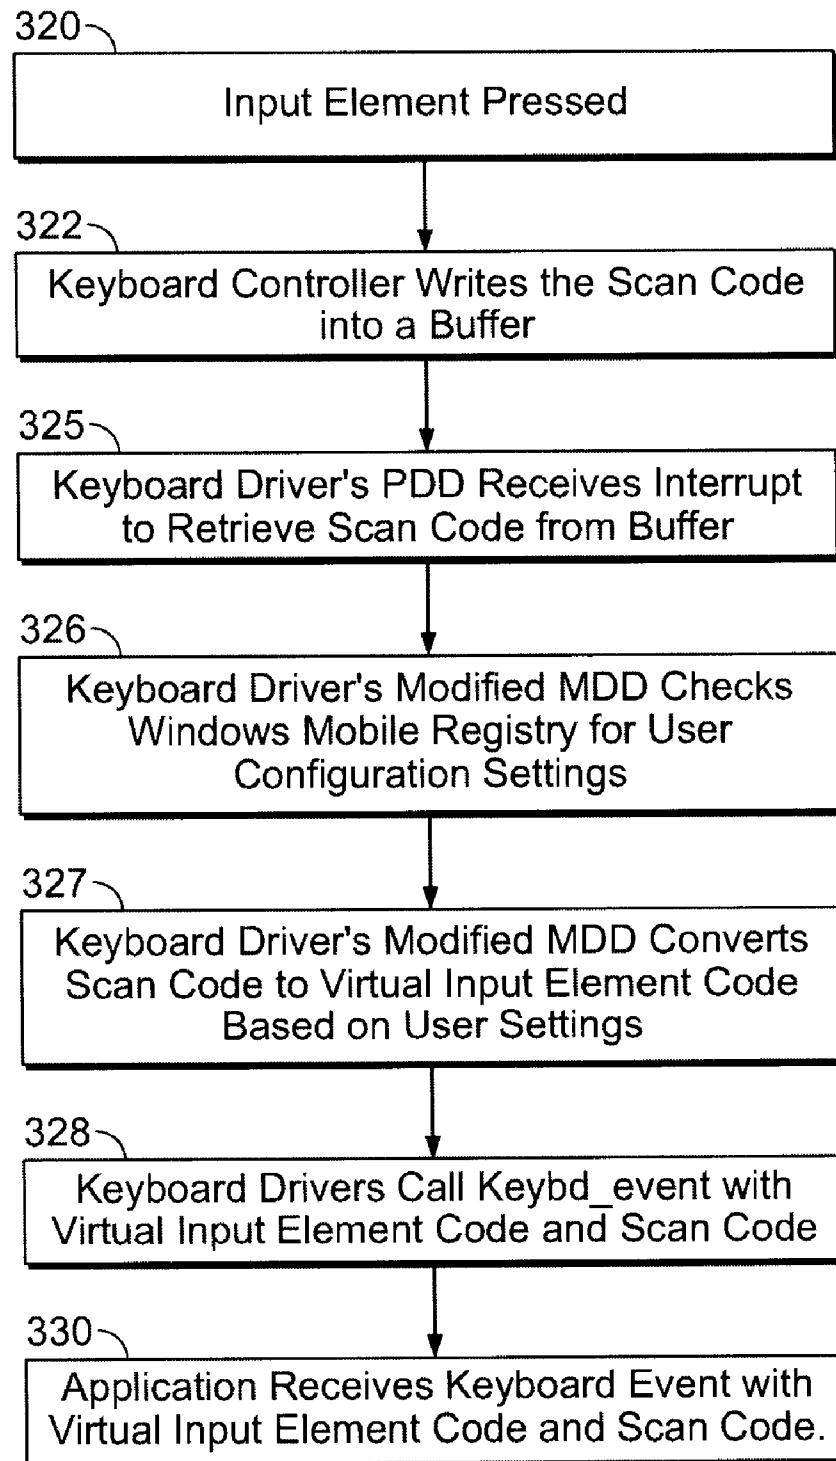 320
Input Element Pressed
322
Keyboard Controller Writes the Scan Code
into a Buffer
325
Keyboard Driver's PDD Receives Interrupt
to Retrieve Scan Code from Buffer
326
Keyboard Driver's Modified MDD Checks
Windows Mobile Registry for User
Configuration Settings
327
Keyboard Driver's Modified MDD Converts
Scan Code to Virtual Input Element Code
Based on User Settings
328
Keyboard Drivers Call Keybd_event with
Virtual Input Element Code and Scan Code
330
Application Receives Keyboard Event with
Virtual Input Element Code and Scan Code.